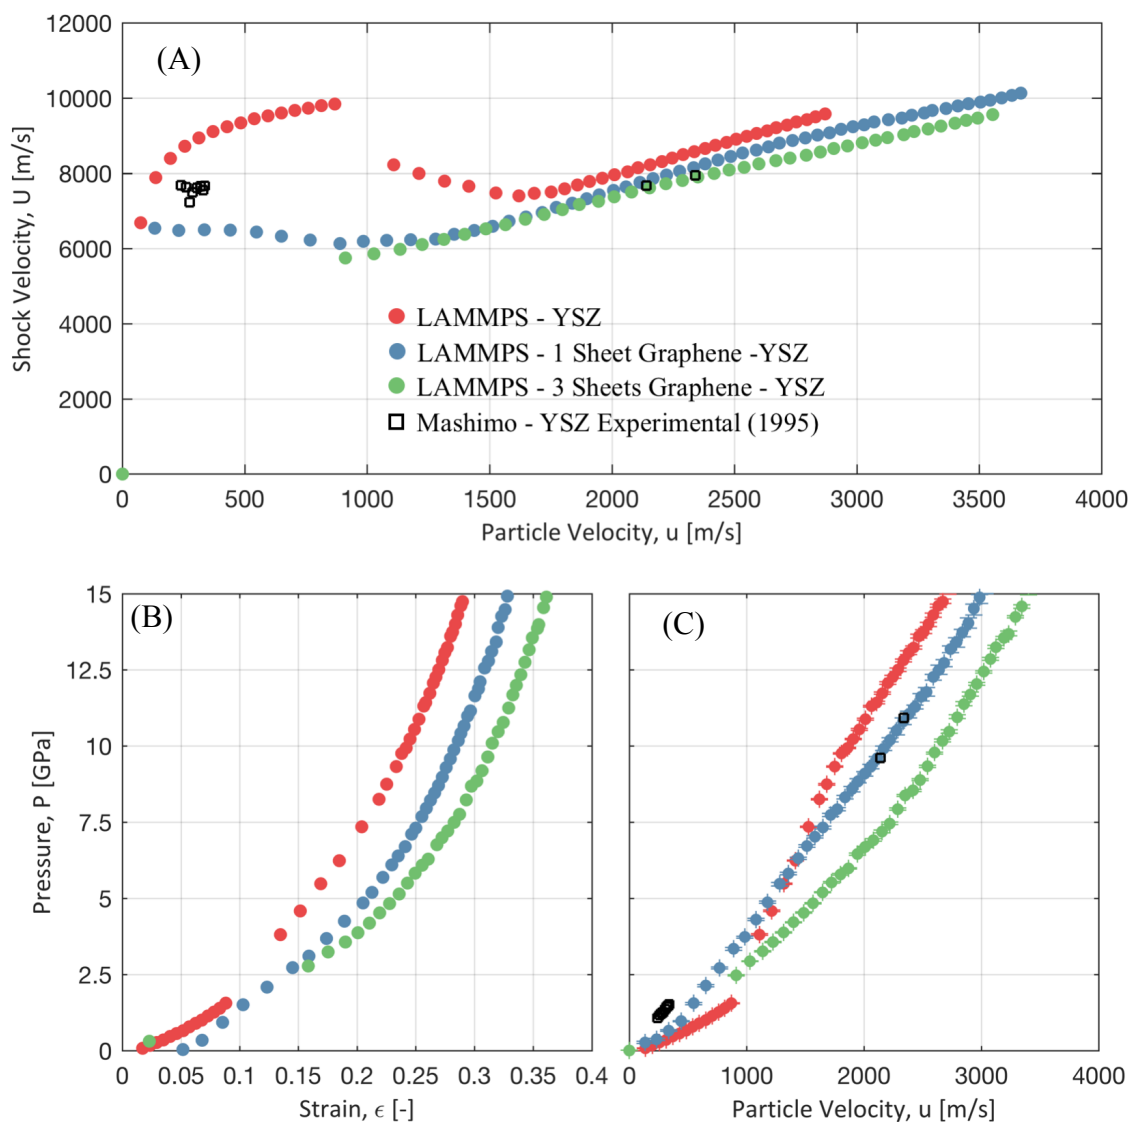 12000
(A)
10000
8000
6000
4000
2000
0
Shock Velocity, U [m/s]
LAMMPS - YSZ
LAMMPS - 1 Sheet Graphene -YSZ
LAMMPS - 3 Sheets Graphene - YSZ
Mashimo - YSZ Experimental (1995)
0 500 1000 1500 2000 2500 3000 3500 4000
Particle Velocity, u [m/s]
15
(B)
12.5
10
7.5
5
2.5
0
Pressure, P [GPa]
0 0.05 0.1 0.15 0.2 0.25 0.3 0.35 0.4
Strain, ϵ [-]
(C)
0 1000 2000 3000 4000
Particle Velocity, u [m/s]